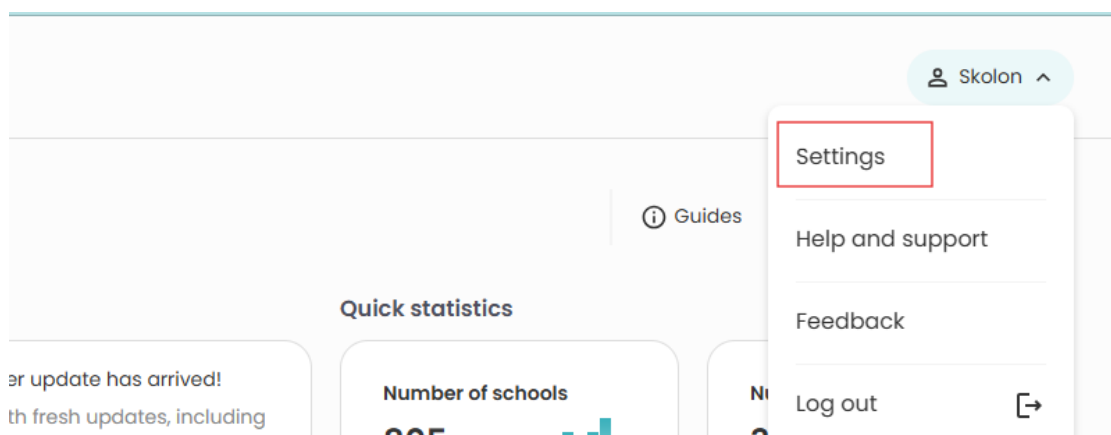 Skolon
Settings
Guides
Help and support
Quick statistics
Feedback
er update has arrived!
th fresh updates, including
Number of schools
Log out